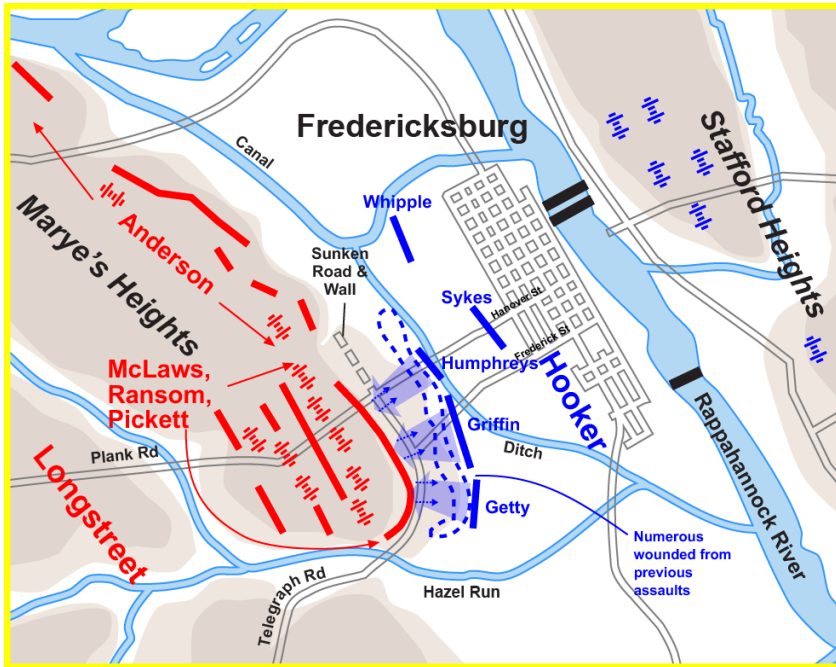 Fredericksburg
Canal
Whipple
Stafford Heights
Marye's Heights
Anderson
Sunken
Road &
Wall
Sykes
Hanover St
Frederick St
Humphreys
Hooker
McLaws,
Ransom,
Pickett
Griffin
Ditch
Plank Rd
Longstreet
Getty
Rappahannock River
Numerous
wounded from
previous
assaults
Hazel Run
Telegraph Rd